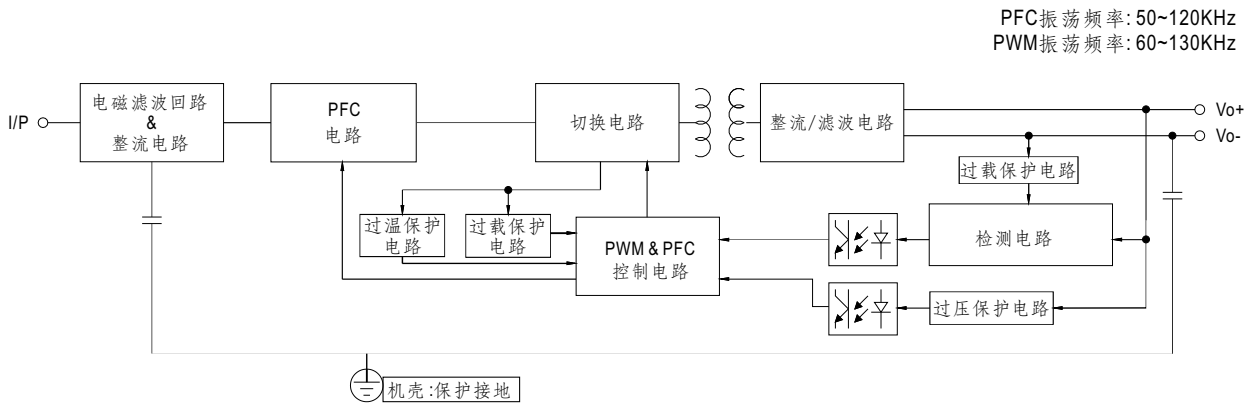 PFC振荡频率: 50~120KHz
PWM振荡频率: 60~130KHz
I/P
电磁滤波回路
&
整流电路
PFC
电路
切换电路
整流/滤波电路
Vo+
Vo-
过载保护电路
过温保护
电路
过载保护
电路
PWM & PFC
控制电路
检测电路
过压保护电路
机壳:保护接地